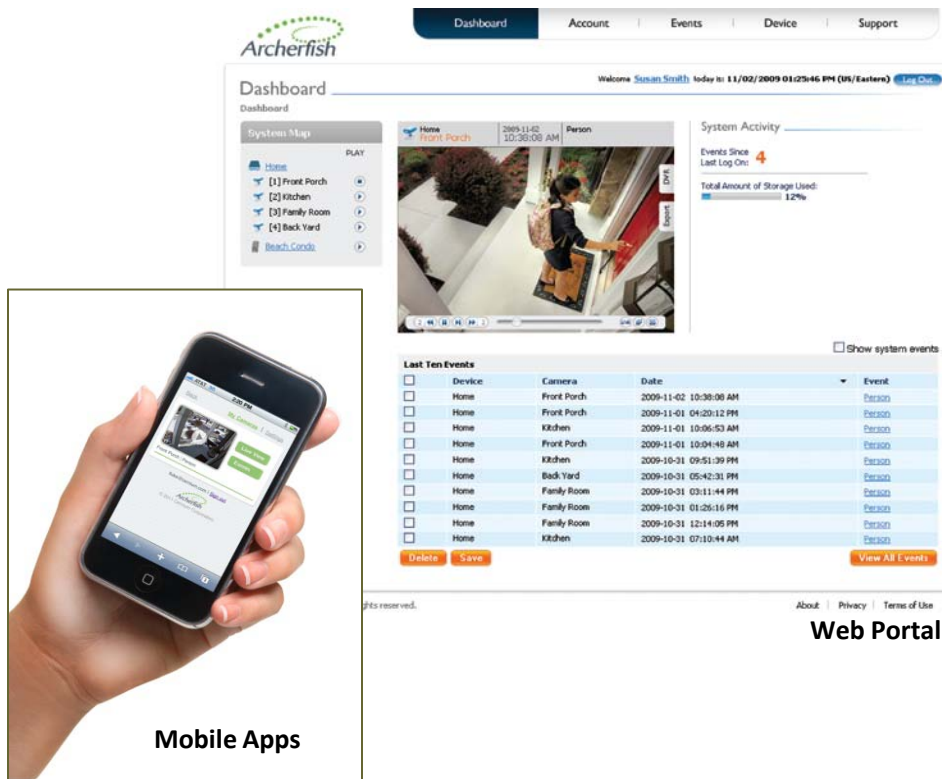 Archerfish
Dashboard Account Events Device Support
Dashboard
Welcome Susan Smith today is: 11/02/2009 01:25:46 PM (US/Eastern) Log Out
Dashboard
System Map
PLAY
Home
[1] Front Porch
[2] Kitchen
[3] Family Room
[4] Back Yard
Beach Condo
Home 2009-11-02 Person
Front Porch 10:38:08 AM
DVR
Export
System Activity
Events Since
Last Log On: 4
Total Amount of Storage Used:
12%
Show system events
Last Ten Events
Device Camera Date Event
Home Front Porch 2009-11-02 10:38:08 AM Person
Home Front Porch 2009-11-01 04:20:12 PM Person
Home Kitchen 2009-11-01 10:06:53 AM Person
Home Front Porch 2009-11-01 10:04:48 AM Person
Home Kitchen 2009-10-31 09:51:39 PM Person
Home Back Yard 2009-10-31 05:42:31 PM Person
Home Family Room 2009-10-31 03:11:44 PM Person
Home Family Room 2009-10-31 01:26:16 PM Person
Home Family Room 2009-10-31 12:14:05 PM Person
Home Kitchen 2009-10-31 07:10:44 AM Person
Delete Save View All Events
reserved.
About Privacy Terms of Use
Web Portal
AT&T 2:20 PM
Back
My Cameras | Settings
Live View
Events
Front Porch: Person
Sign out
Archerfish
Mobile Apps